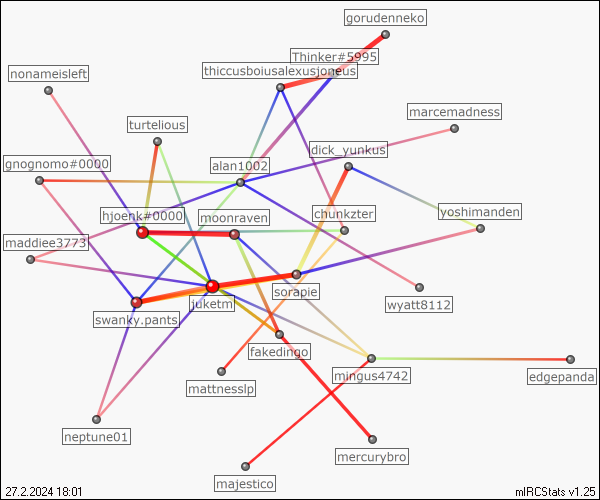 gorudenneko
Thinker#5995
thiccusboiusalexusjoneus
nonameisleft
marcemadness
turtelious
dick_yunkus
gnognomo#0000
alan1002
hjoenk#0000
moonraven
chunkzter
yoshimanden
maddiee3773
sorapie
juketm
wyatt8112
swanky.pants
fakedingo
mingus4742
edgepanda
mattnesslp
neptune01
mercurybro
majestico
27.2.2024 18:01
mIRCStats v1.25